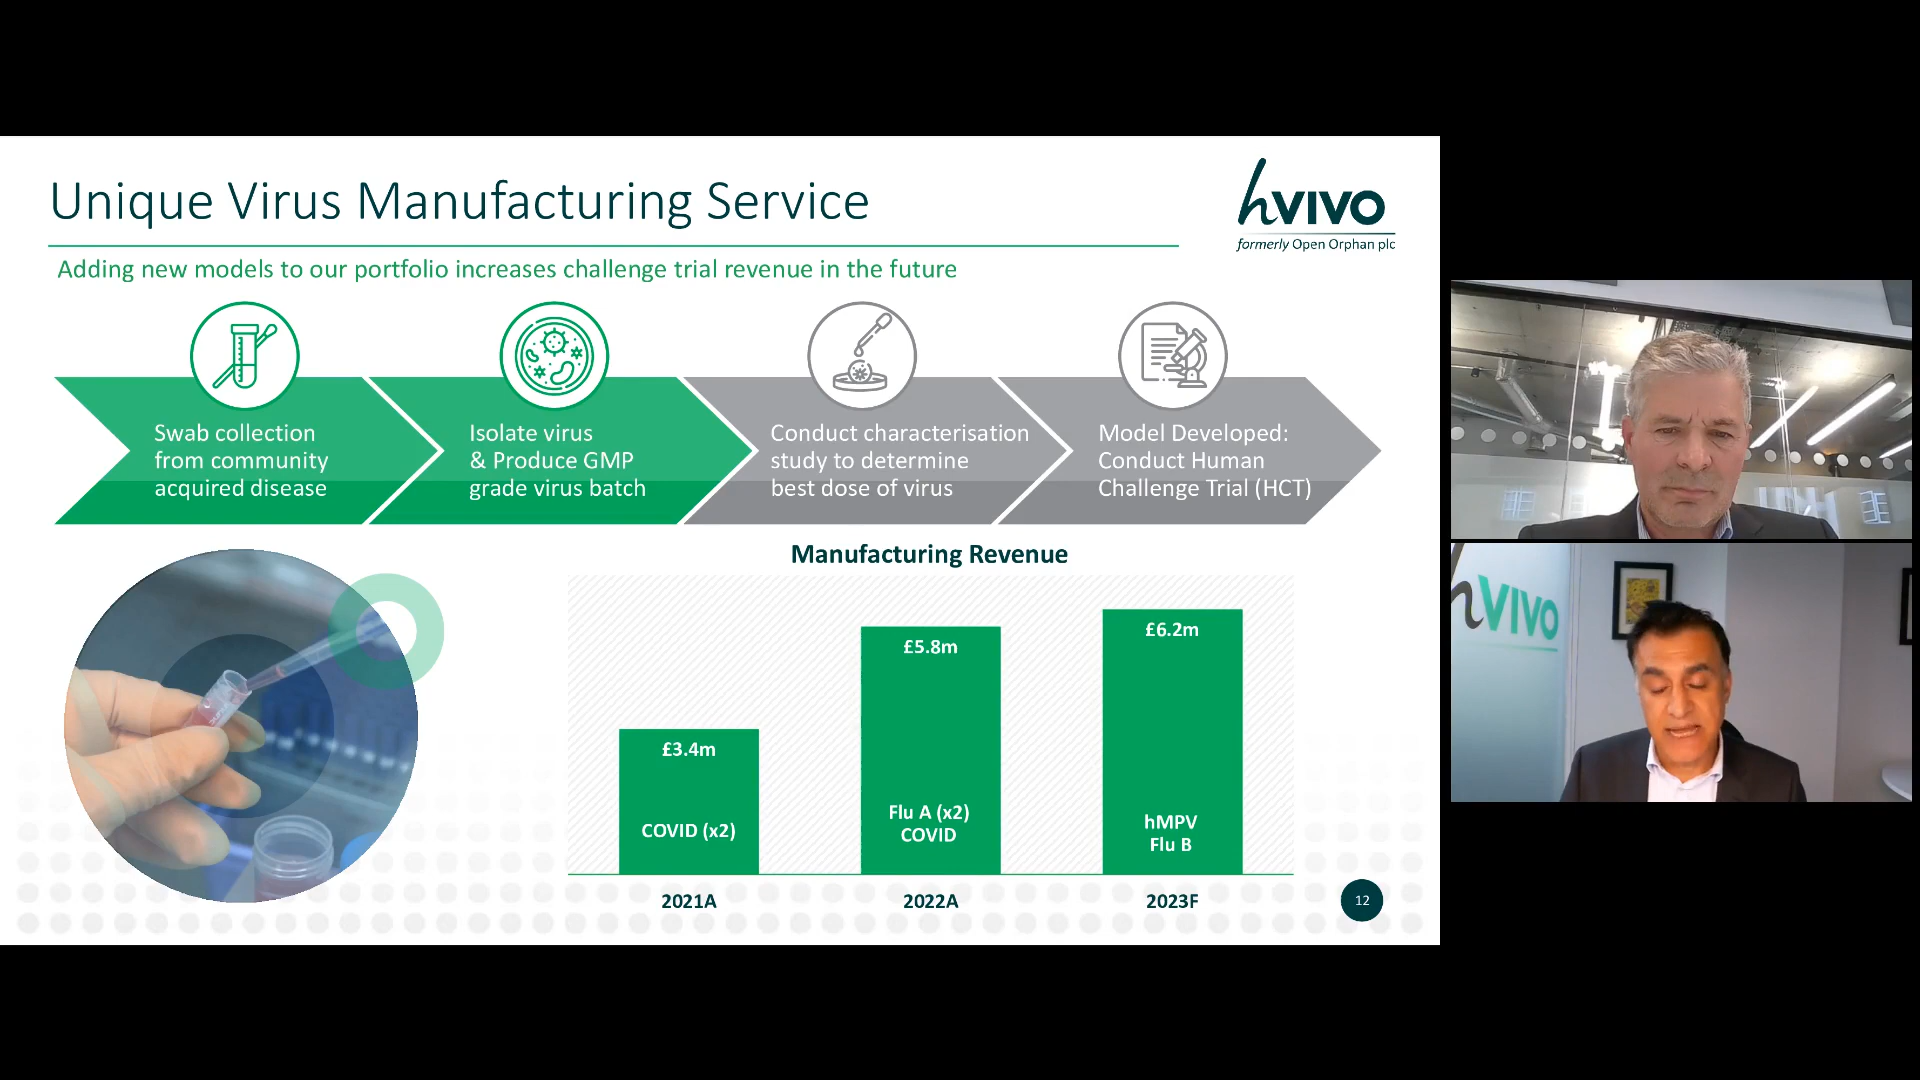 Unique Virus Manufacturing Service
hVIVO
formerly Open Orphan plc
Adding new models to our portfolio increases challenge trial revenue in the future
Swab collection
from community
acquired disease
Isolate virus
& Produce GMP
grade virus batch
Conduct characterisation
study to determine
best dose of virus
Model Developed:
Conduct Human
Challenge Trial (HCT)
Manufacturing Revenue
£3.4m
COVID (x2)
2021A
£5.8m
Flu A (x2)
COVID
2022A
£6.2m
hMPV
Flu B
2023F
12
hVIVO